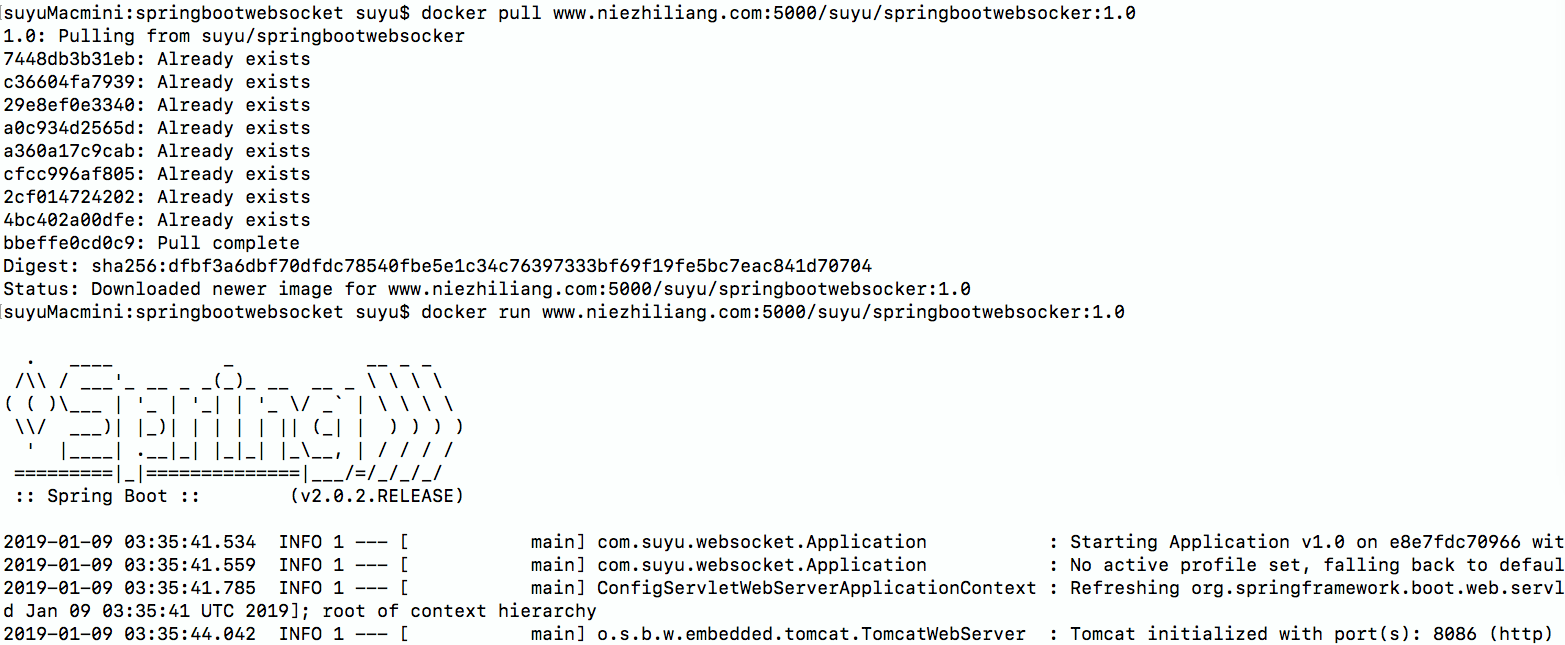 [suyuMacmini:springbootwebsocket suyu$ docker pull www.niezhiliang.com:5000/suyu/springbootwebsocker:1.0
1.0: Pulling from suyu/springbootwebsocker
7448db3b31eb: Already exists
c36604fa7939: Already exists
29e8ef0e3340: Already exists
a0c934d2565d: Already exists
a360a17c9cab: Already exists
cfcc996af805: Already exists
2cf014724202: Already exists
4bc402a00dfe: Already exists
bbeffe0cd0c9: Pull complete
Digest: sha256:dfbf3a6dbf70dfdc78540fbe5e1c34c76397333bf69f19fe5bc7eac841d70704
Status: Downloaded newer image for www.niezhiliang.com:5000/suyu/springbootwebsocker:1.0
[suyuMacmini:springbootwebsocket suyu$ docker run www.niezhiliang.com:5000/suyu/springbootwebsocker:1.0
  .   ____          _            __ _ _
 /\\ / ___'_ __ _ _(_)_ __  __ _ \ \ \ \
( ( )\___ | '_ | '_| | '_ \/ _` | \ \ \ \
 \\/  ___)| |_)| | | | | || (_| |  ) ) ) )
  '  |____| .__|_| |_|_| |_\__, | / / / /
 =========|_|==============|___/=/_/_/_/
 :: Spring Boot ::        (v2.0.2.RELEASE)
2019-01-09 03:35:41.534  INFO 1 --- [           main] com.suyu.websocket.Application           : Starting Application v1.0 on e8e7fdc70966 wit
2019-01-09 03:35:41.559  INFO 1 --- [           main] com.suyu.websocket.Application           : No active profile set, falling back to defaul
2019-01-09 03:35:41.785  INFO 1 --- [           main] ConfigServletWebServerApplicationContext : Refreshing org.springframework.boot.web.servl
d Jan 09 03:35:41 UTC 2019]; root of context hierarchy
2019-01-09 03:35:44.042  INFO 1 --- [           main] o.s.b.w.embedded.tomcat.TomcatWebServer  : Tomcat initialized with port(s): 8086 (http)